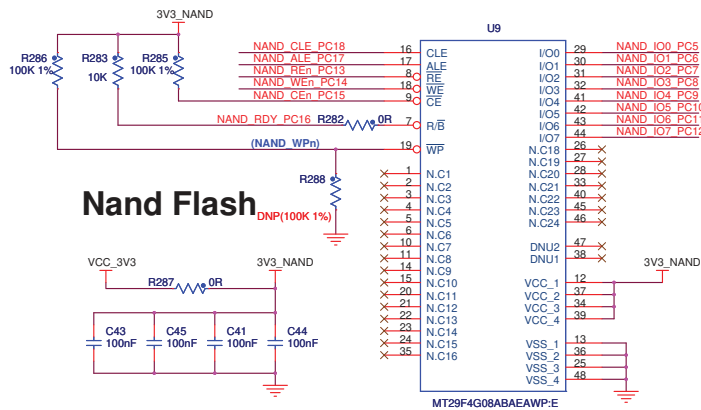 3V3_NAND
R286
100K 1%
R283
10K
R285
100K 1%
NAND_CLE_PC18
NAND_ALE_PC17
NAND_REn_PC13
NAND_WEn_PC14
NAND_CEn_PC15
NAND_RDY_PC16
R282
0R
(NAND_WPn)
R288
DNP(100K 1%)
Nand Flash
VCC_3V3
R287
0R
3V3_NAND
C43
100nF
C45
100nF
C41
100nF
C44
100nF
U9
16 CLE
17 ALE
8 RE
18 WE
9 CE
7 R/B
19 WP
1 N.C1
2 N.C2
3 N.C3
4 N.C4
5 N.C5
6 N.C6
10 N.C7
11 N.C8
14 N.C9
15 N.C10
20 N.C11
21 N.C12
22 N.C13
23 N.C14
24 N.C15
35 N.C16
I/O0 29 NAND_IO0_PC5
I/O1 30 NAND_IO1_PC6
I/O2 31 NAND_IO2_PC7
I/O3 32 NAND_IO3_PC8
I/O4 41 NAND_IO4_PC9
I/O5 42 NAND_IO5_PC10
I/O6 43 NAND_IO6_PC11
I/O7 44 NAND_IO7_PC12
N.C18 26
N.C19 27
N.C20 28
N.C21 33
N.C22 40
N.C23 45
N.C24 46
DNU2 47
DNU1 38
VCC_1 12
VCC_2 37
VCC_3 34
VCC_4 39
3V3_NAND
VSS_1 13
VSS_2 36
VSS_3 25
VSS_4 48
MT29F4G08ABAEAWP:E